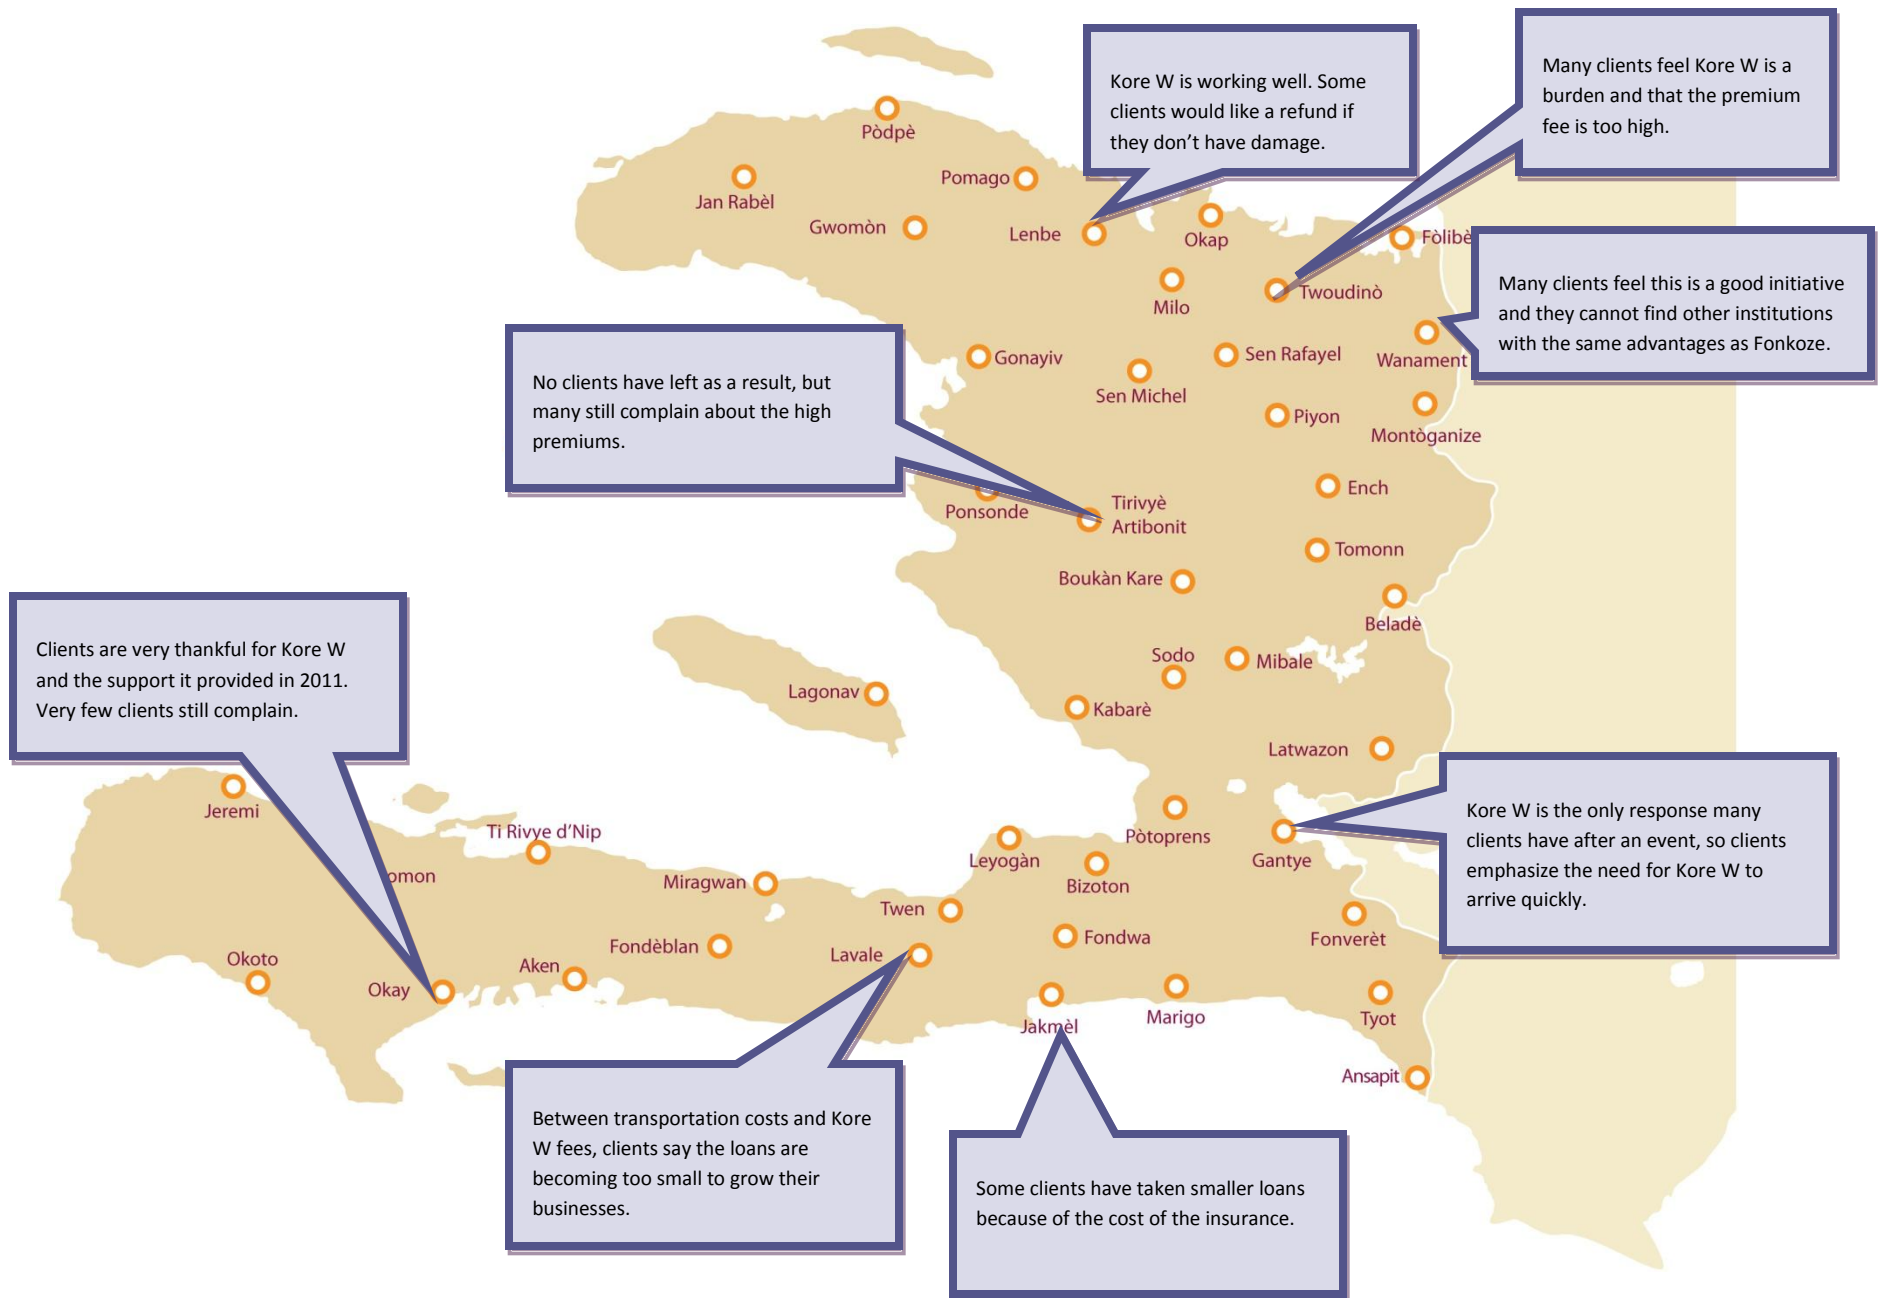 Kore W is working well. Some
clients would like a refund if
they don’t have damage.
Many clients feel Kore W is a
burden and that the premium
fee is too high.
Pòdpè
Jan Rabèl
Pomago
Gwomòn
Lenbe
Okap
Fòlibè
Milo
Twoudinò
Many clients feel this is a good initiative
and they cannot find other institutions
with the same advantages as Fonkoze.
No clients have left as a result, but
many still complain about the high
premiums.
Gonayiv
Sen Rafayel
Wanament
Sen Michel
Piyon
Montòganize
Ench
Ponsonde
Tirivyè
Artibonit
Tomonn
Boukàn Kare
Beladè
Clients are very thankful for Kore W
and the support it provided in 2011.
Very few clients still complain.
Sodo
Mibale
Lagonav
Kabarè
Latwazon
Jeremi
Ti Rivye d’Nip
Pòtoprens
Leyogàn
Gantye
Kore W is the only response many
clients have after an event, so clients
emphasize the need for Kore W to
arrive quickly.
omon
Miragwan
Bizoton
Twen
Fondèblan
Lavale
Fondwa
Fonverèt
Okoto
Aken
Okay
Jakmèl
Marigo
Tyot
Ansapit
Between transportation costs and Kore
W fees, clients say the loans are
becoming too small to grow their
businesses.
Some clients have taken smaller loans
because of the cost of the insurance.